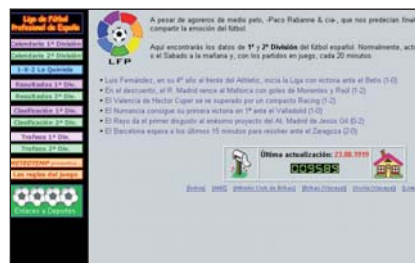 Liga de Fútbol
Profesional de España
Calendario 1ª División
Calendario 2ª División
1-X-2 La Quiniela
Resultados 1ª Div.
Resultados 2ª Div.
Clasificación 1ª Div.
Clasificación 2ª Div.
Trofeos 1ª Div.
Trofeos 2ª Div.
Las reglas del juego
Enlaces a Deportes
LFP
A pesar de agoreros de medio pelo, -Paco Rabanne & cia-, que nos predecían
compartir la emoción del fútbol.
Aquí encontrarás los datos de 1ª y 2ª División del fútbol español. Normalmente,
o el Sabado a la mañana y, con los partidos en juego, cada 20 minutos.
Luis Fernández, en su 4º año al frente del Athletic, inicia la Liga con victoria ante el Betis (1-0)
En el descuento, el R. Madrid vence al Mallorca con goles de Morientes y Raúl (1-2)
El Valencia de Hector Cuper se ve superado por un compacto Racing (1-2)
El Numancia consigue su primera victoria en 1ª ante el Valladolid (1-0)
El Rayo da el primer disgusto al enésimo proyecto del At. Madrid de Jesús Gil (0-2)
El Barcelona espera a los últimos 15 minutos para resolver ante el Zaragoza (2-0)
Última actualización: 23.08.1919
009589